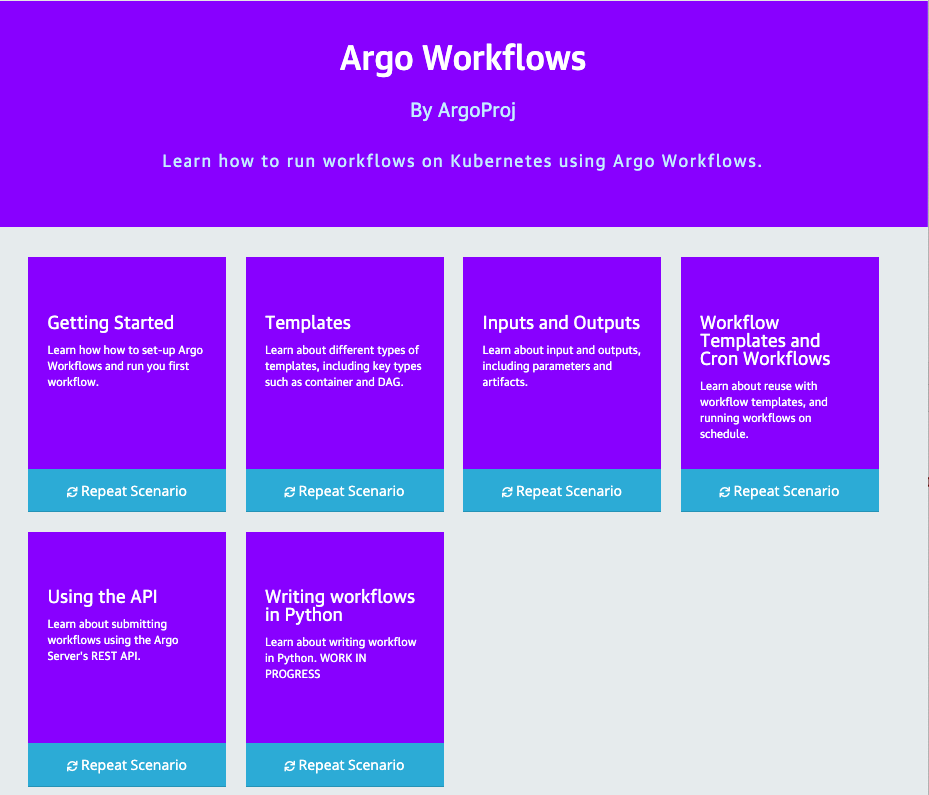 Argo Workflows
By ArgoProj
Learn how to run workflows on Kubernetes using Argo Workflows.
Getting Started
Learn how how to set-up Argo
Workflows and run you first
workflow.
Repeat Scenario
Templates
Learn about different types of
templates, including key types
such as container and DAG.
Repeat Scenario
Inputs and Outputs
Learn about input and outputs,
including parameters and
artifacts.
Repeat Scenario
Workflow
Templates and
Cron Workflows
Learn about reuse with
workflow templates, and
running workflows on
schedule.
Repeat Scenario
Using the API
Learn about submitting
workflows using the Argo
Server's REST API.
Repeat Scenario
Writing workflows
in Python
Learn about writing workflow
in Python. WORK IN
PROGRESS
Repeat Scenario